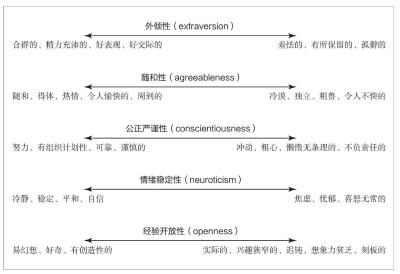 外倾性（extraversion）
合群的、精力充沛的、好表现、好交际的 羞怯的、有所保留的、孤僻的
随和性（agreeableness）
随和、得体、热情、令人愉快的、周到的 冷漠、独立、粗鲁、令人不快的
公正严谨性（conscientiousness）
努力、有组织计划性、可靠、谨慎的 冲动、粗心、懒惰无条理的、不负责任的
情绪稳定性（neuroticism）
冷静、稳定、平和、自信 焦虑、忧郁、喜怒无常的
经验开放性（openness）
易幻想、好奇、有创造性的 实际的、兴趣狭窄的、迟钝、想象力贫乏、刻板的